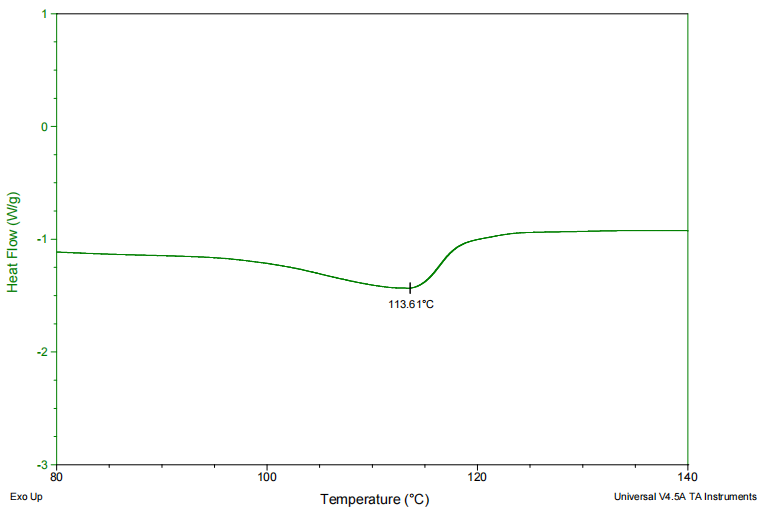 1
0
-1
-2
-3
Heat Flow (W/g)
113.61°C
80
100
120
140
Exo Up
Temperature (°C)
Universal V4.5A TA Instruments